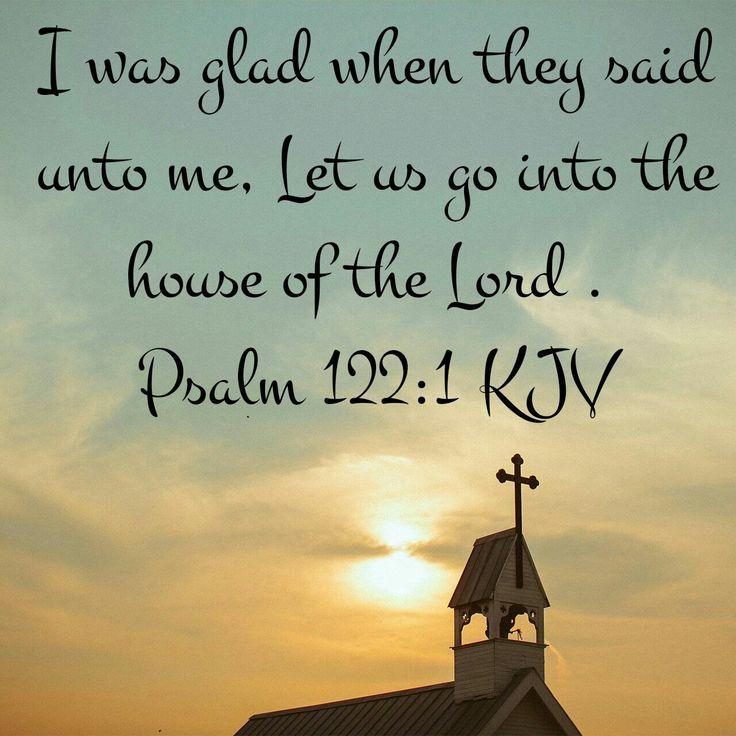 I was glad when they said
unto me, Let us go into the
house of the Lord .
Psalm 122:1 KJV